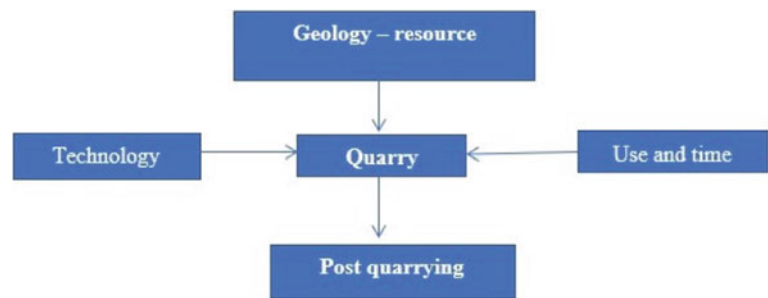 Geology – resource
Technology
Quarry
Use and time
Post quarrying